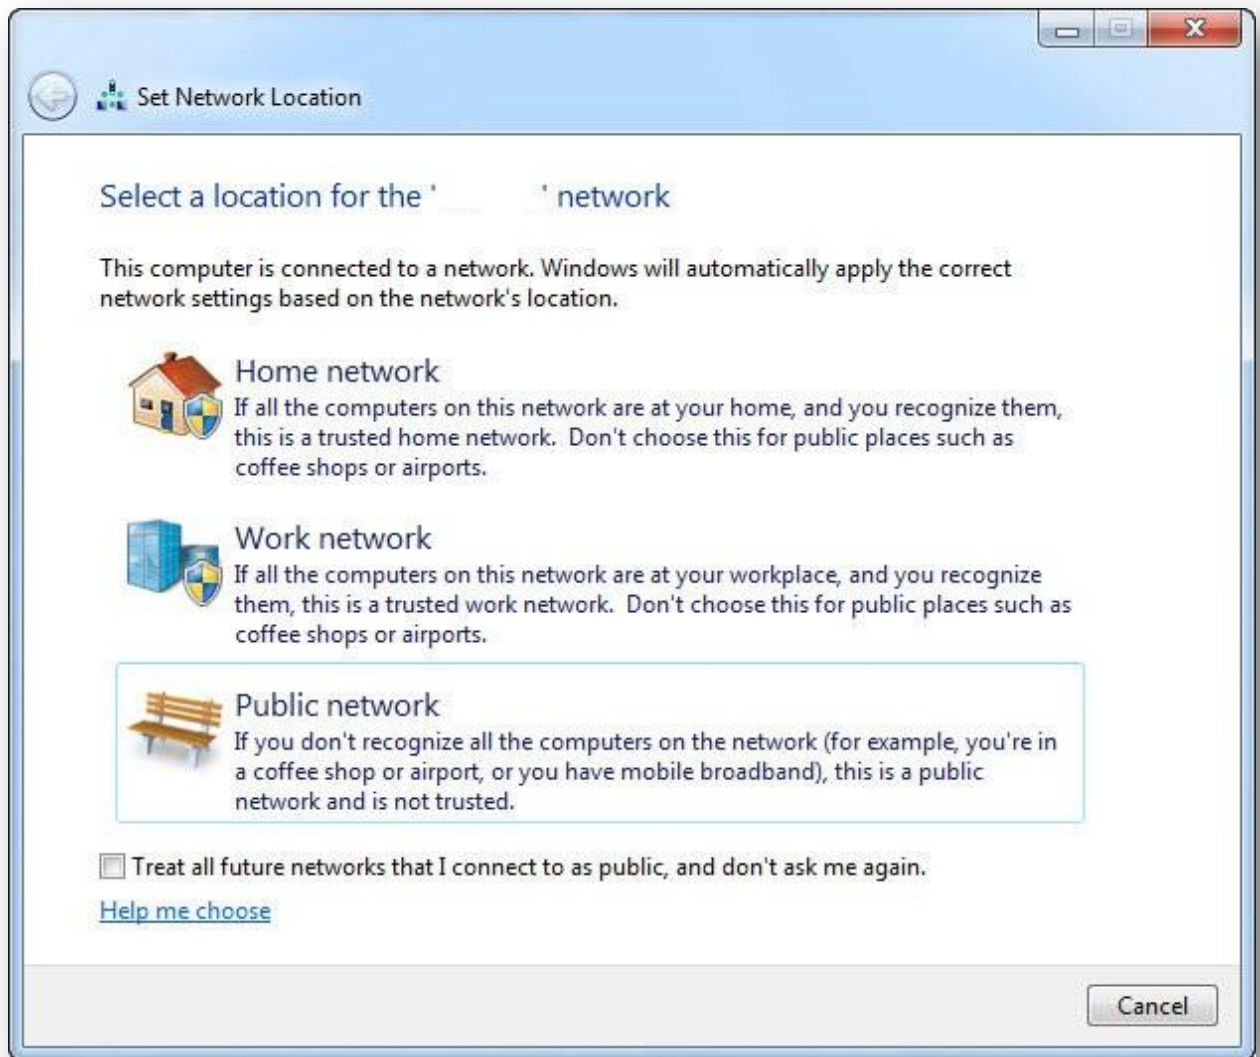 Set Network Location
Select a location for the ' ' network
This computer is connected to a network. Windows will automatically apply the correct
network settings based on the network's location.
Home network
If all the computers on this network are at your home, and you recognize them,
this is a trusted home network.  Don't choose this for public places such as
coffee shops or airports.
Work network
If all the computers on this network are at your workplace, and you recognize
them, this is a trusted work network.  Don't choose this for public places such as
coffee shops or airports.
Public network
If you don't recognize all the computers on the network (for example, you're in
a coffee shop or airport, or you have mobile broadband), this is a public
network and is not trusted.
Treat all future networks that I connect to as public, and don't ask me again.
Help me choose
Cancel